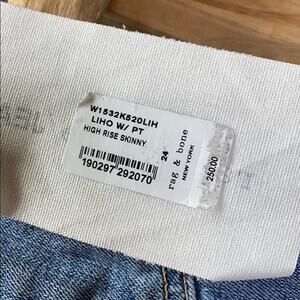 W1532K520LIH
LIHO W/ PT
HIGH RISE SKINNY
190297 292070
24
rag & bone
NEW YORK
250.00